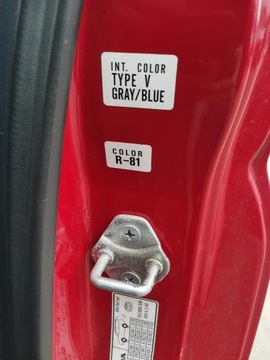 INT. COLOR
TYPE V
GRAY/BLUE
COLOR
R-81